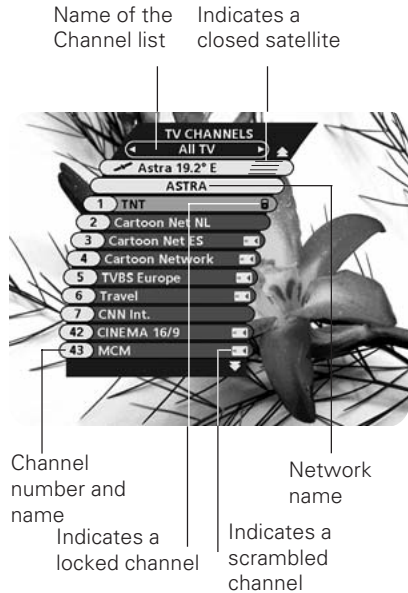 Name of the
Channel list
Indicates a
closed satellite
TV CHANNELS
All TV
Astra 19.2° E
ASTRA
1 TNT
2 Cartoon Net NL
3 Cartoon Net ES
4 Cartoon Network
5 TVBS Europe
6 Travel
7 CNN Int.
42 CINEMA 16/9
43 MCM
Channel
number and
name
Indicates a
locked channel
Indicates a
scrambled
channel
Network
name